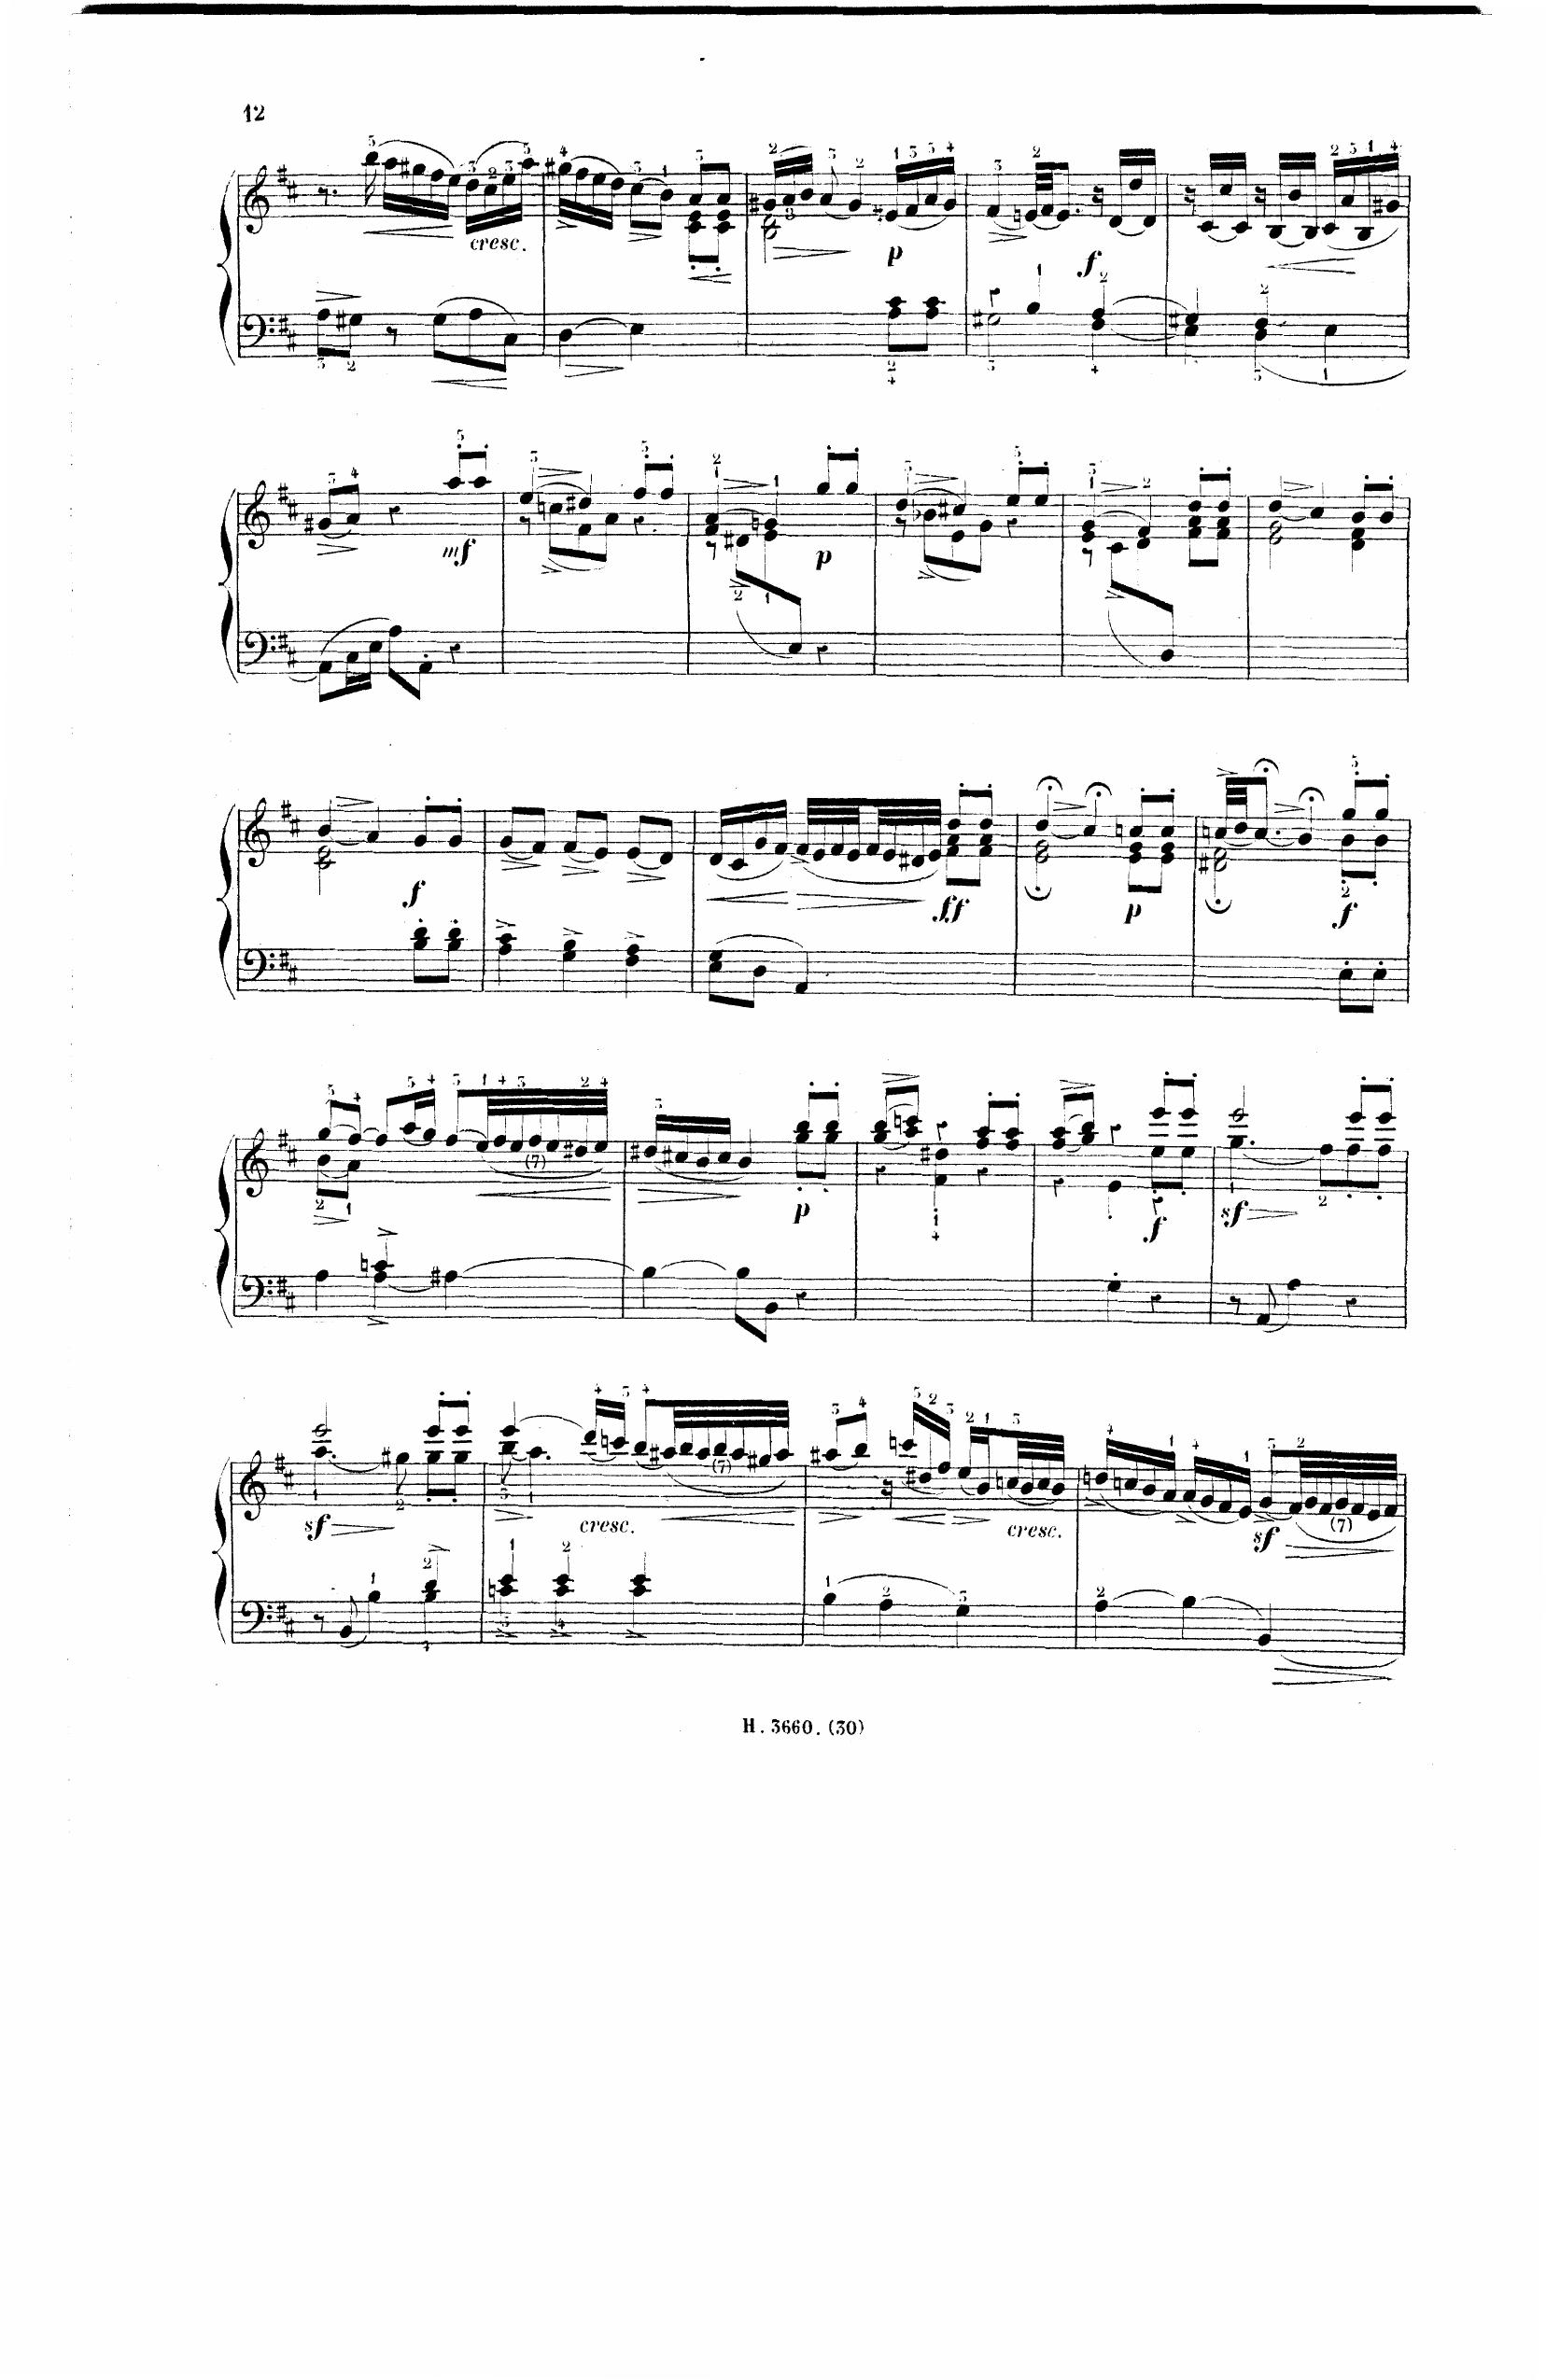 12
cresc.
p
f
mf
p
f
ff
p
f
(7)
p
f
sf
sf
cresc.
(7)
cresc.
sf
(7)
H. 3660. (30)